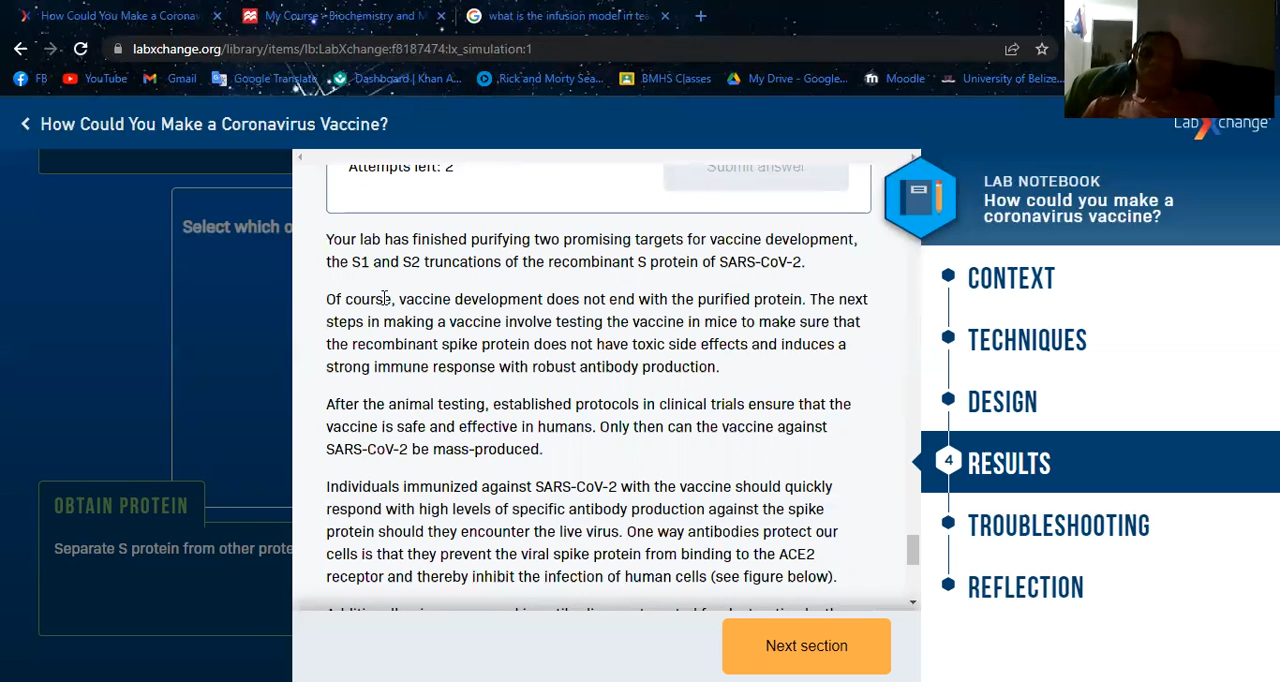 How Could You Make a Coronav
My Course - Biochemistry and M
what is the infusion model in tea
labxchange.org/library/items/lb:LabXchange:f8187474:lx_simulation:1
FB
YouTube
Gmail
Google Translate
Dashboard | Khan A...
Rick and Morty Sea...
BMHS Classes
My Drive - Google...
Moodle
University of Belize...
How Could You Make a Coronavirus Vaccine?
Lab Xchange
Select which o
OBTAIN PROTEIN
Separate S protein from other prote
Attempts left: 2
Submit answer
Your lab has finished purifying two promising targets for vaccine development,
the S1 and S2 truncations of the recombinant S protein of SARS-CoV-2.
Of course, vaccine development does not end with the purified protein. The next
steps in making a vaccine involve testing the vaccine in mice to make sure that
the recombinant spike protein does not have toxic side effects and induces a
strong immune response with robust antibody production.
After the animal testing, established protocols in clinical trials ensure that the
vaccine is safe and effective in humans. Only then can the vaccine against
SARS-CoV-2 be mass-produced.
Individuals immunized against SARS-CoV-2 with the vaccine should quickly
respond with high levels of specific antibody production against the spike
protein should they encounter the live virus. One way antibodies protect our
cells is that they prevent the viral spike protein from binding to the ACE2
receptor and thereby inhibit the infection of human cells (see figure below).
Next section
LAB NOTEBOOK
How could you make a
coronavirus vaccine?
CONTEXT
TECHNIQUES
DESIGN
4
RESULTS
TROUBLESHOOTING
REFLECTION